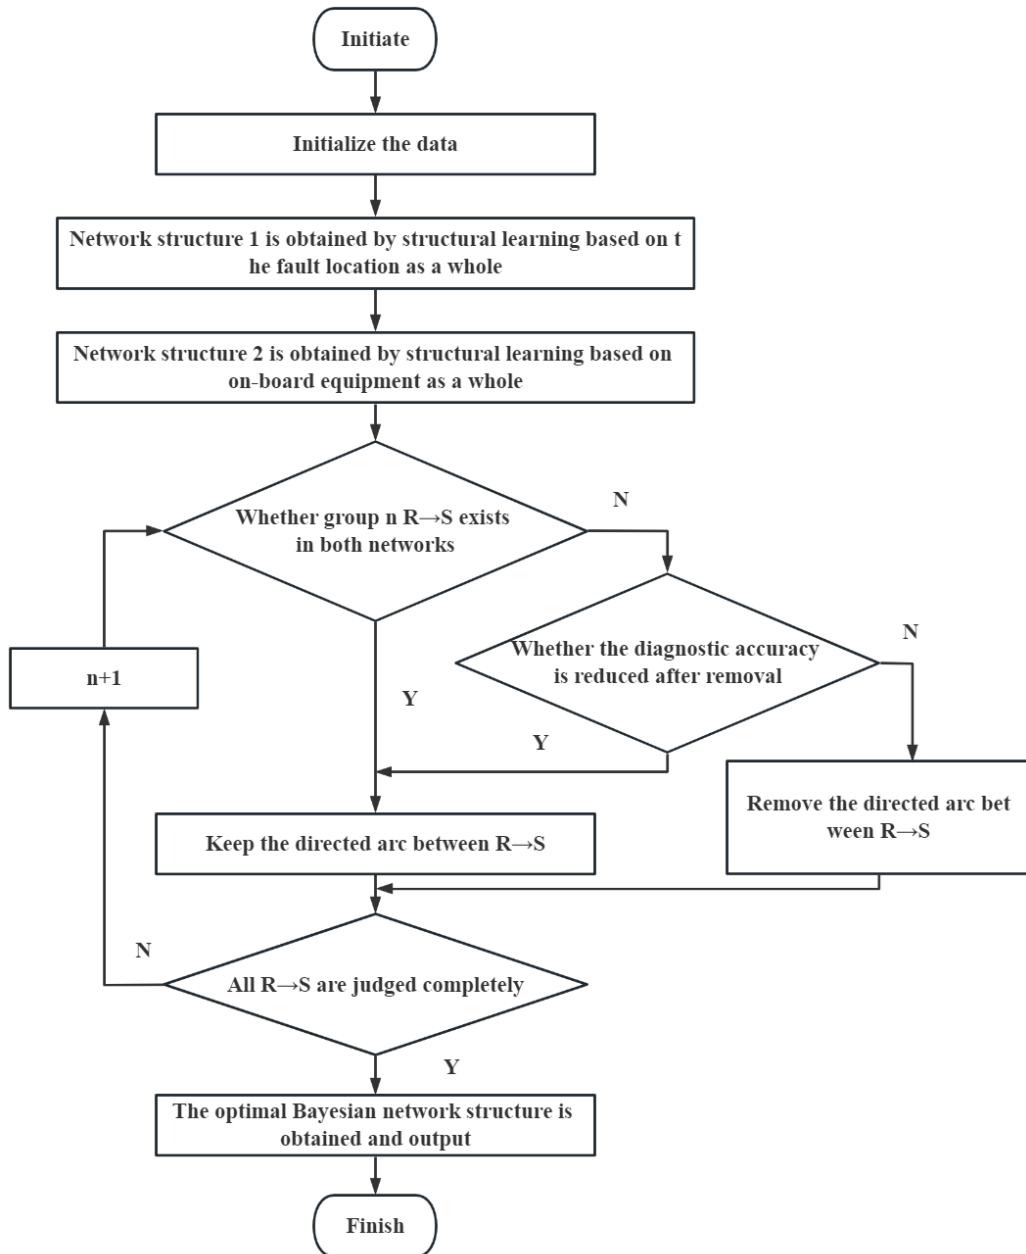 Initiate
Initialize the data
Network structure 1 is obtained by structural learning based on t
he fault location as a whole
Network structure 2 is obtained by structural learning based on
on-board equipment as a whole
Whether group n R→S exists
in both networks
N
Whether the diagnostic accuracy
is reduced after removal
N
n+1
Y
Y
Remove the directed arc bet
ween R→S
Keep the directed arc between R→S
N
All R→S are judged completely
Y
The optimal Bayesian network structure is
obtained and output
Finish